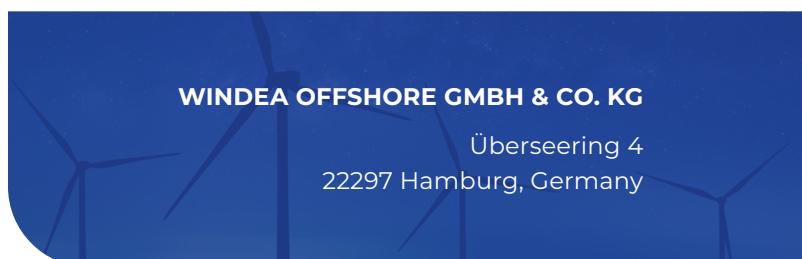 WINDEA OFFSHORE GMBH & CO. KG
Überseering 4
22297 Hamburg, Germany